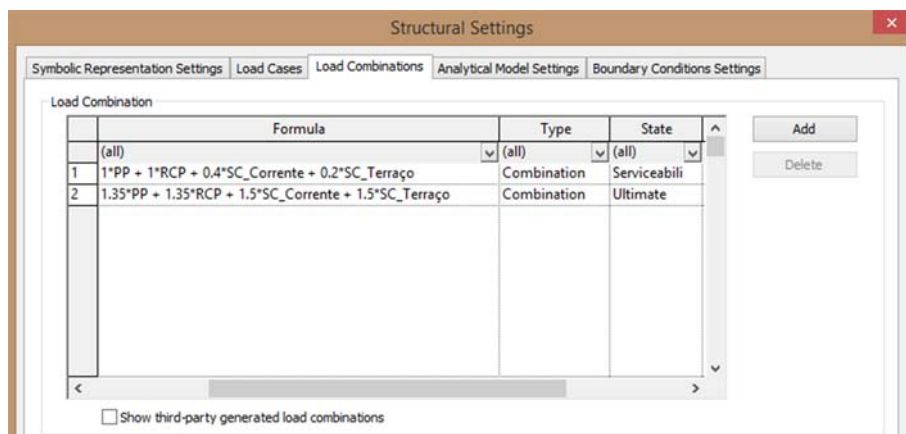 Structural Settings
Symbolic Representation Settings Load Cases Load Combinations Analytical Model Settings Boundary Conditions Settings
Load Combination
Formula Type State Add
(all) (all) (all)
1 1*PP + 1*RCP + 0.4*SC_Corrente + 0.2*SC_Terraço Combination Serviceabili Delete
2 1.35*PP + 1.35*RCP + 1.5*SC_Corrente + 1.5*SC_Terraço Combination Ultimate
Show third-party generated load combinations